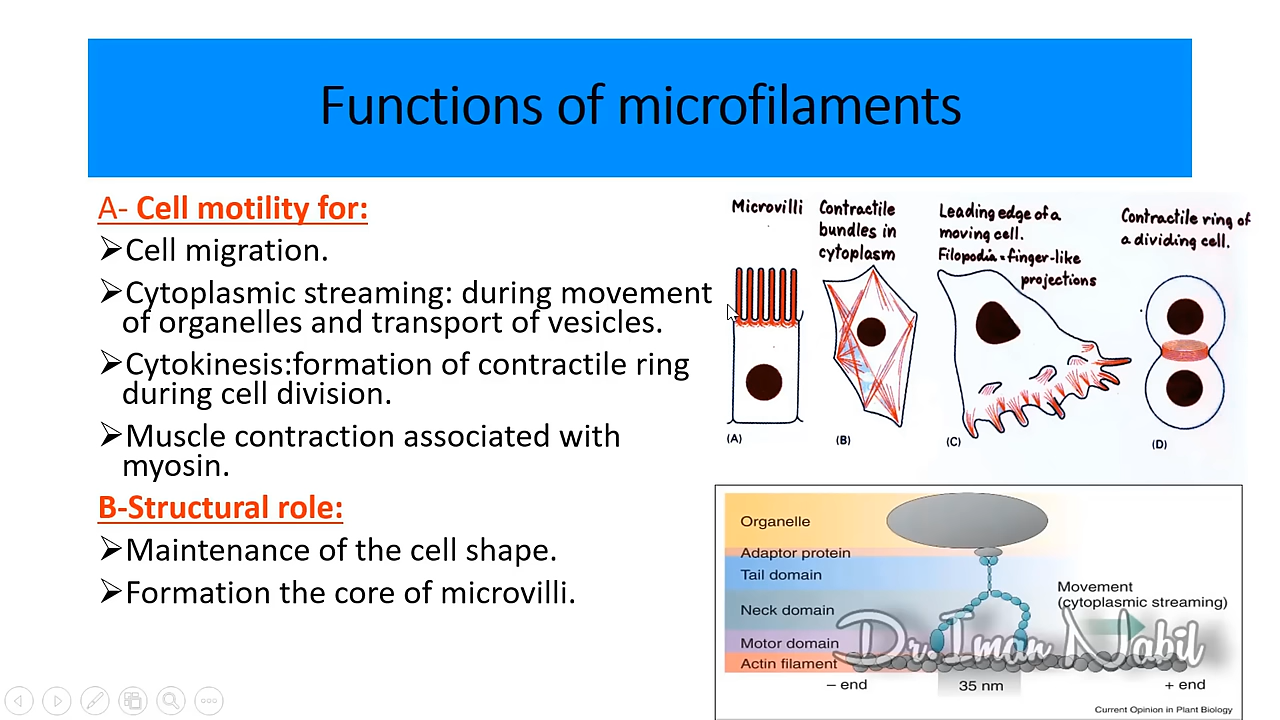 Functions of microfilaments
A- Cell motility for:
➢Cell migration.
➢Cytoplasmic streaming: during movement
of organelles and transport of vesicles.
➢Cytokinesis:formation of contractile ring
during cell division.
➢Muscle contraction associated with
myosin.
B-Structural role:
➢Maintenance of the cell shape.
➢Formation the core of microvilli.
Microvilli
Contractile
bundles in
cytoplasm
Leading edge of a
moving cell.
Filopodia = finger-like
projections
Contractile ring of
a dividing cell.
(A)
(B)
(C)
(D)
Organelle
Adaptor protein
Tail domain
Neck domain
Motor domain
Actin filament
Movement
(cytoplasmic streaming)
Dr. Iman Nabil
– end
35 nm
+ end
Current Opinion in Plant Biology